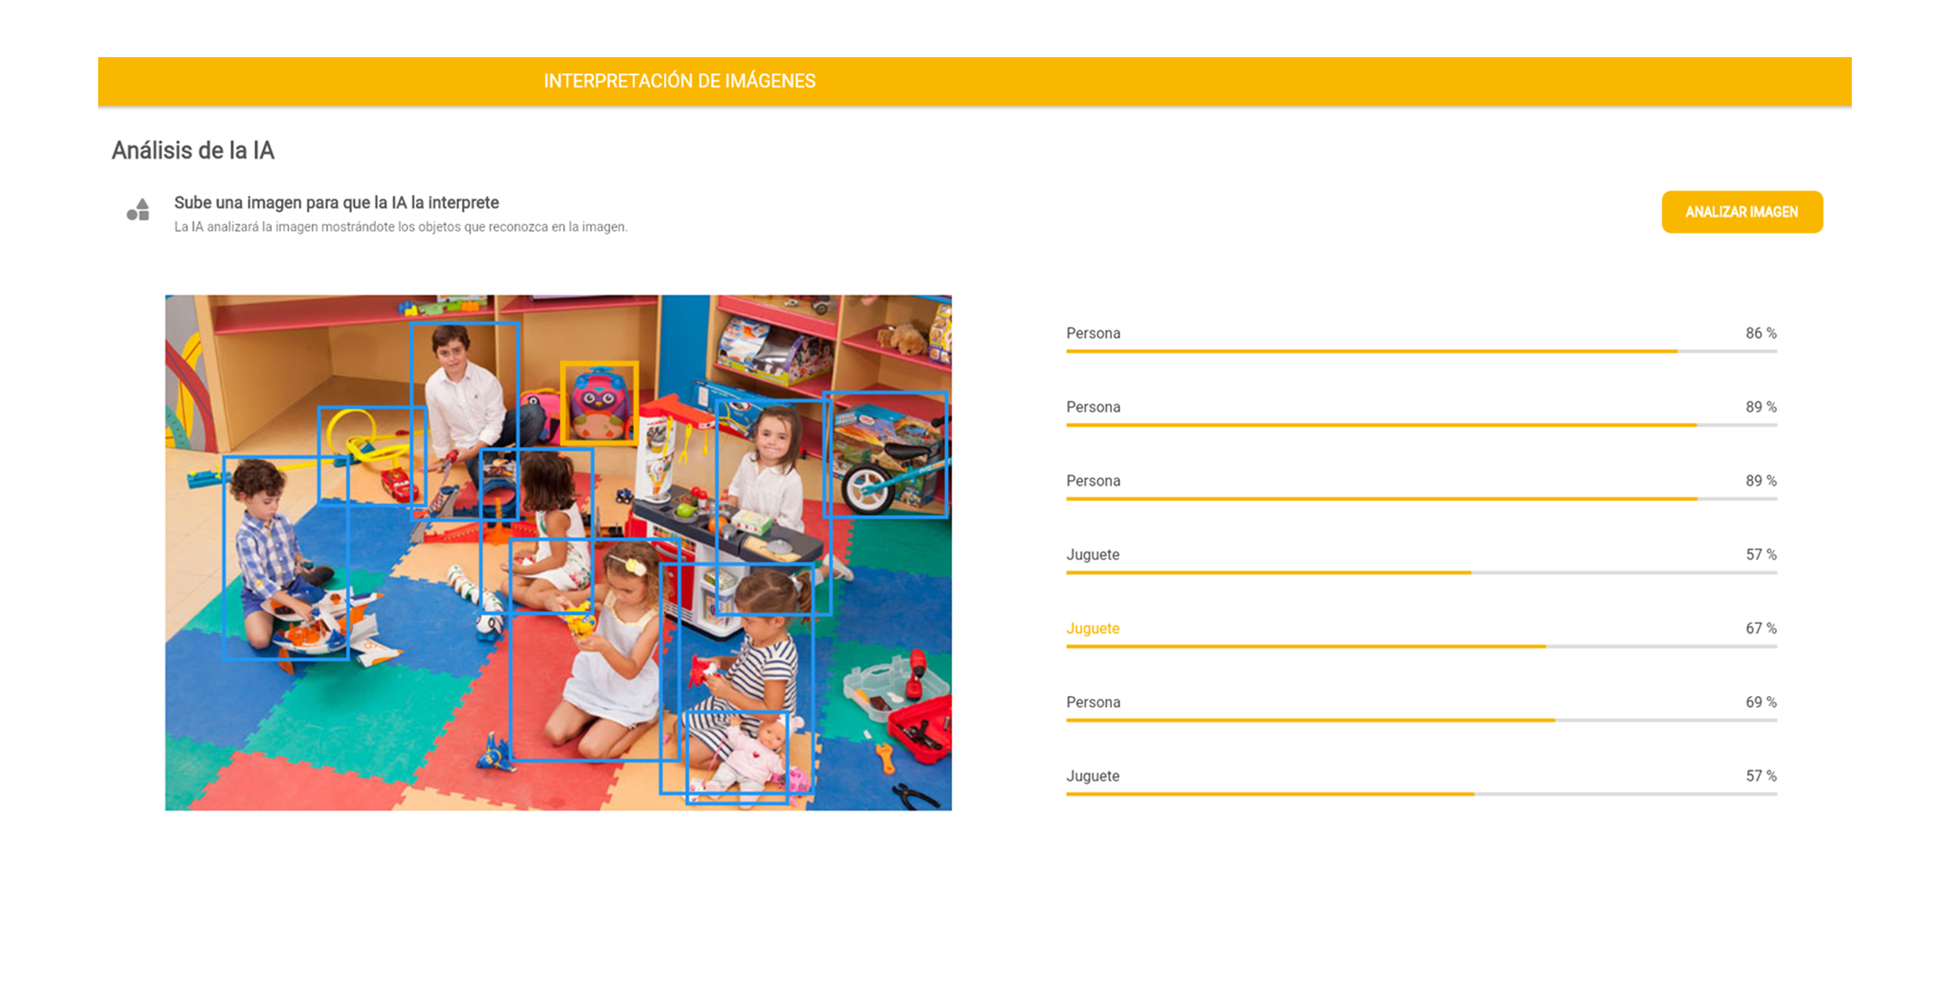 INTERPRETACIÓN DE IMÁGENES
Análisis de la IA
Sube una imagen para que la IA la interprete
La IA analizará la imagen mostrándote los objetos que reconozca en la imagen.
ANALIZAR IMAGEN
Persona 86 %
Persona 89 %
Persona 89 %
Juguete 57 %
Juguete 67 %
Persona 69 %
Juguete 57 %